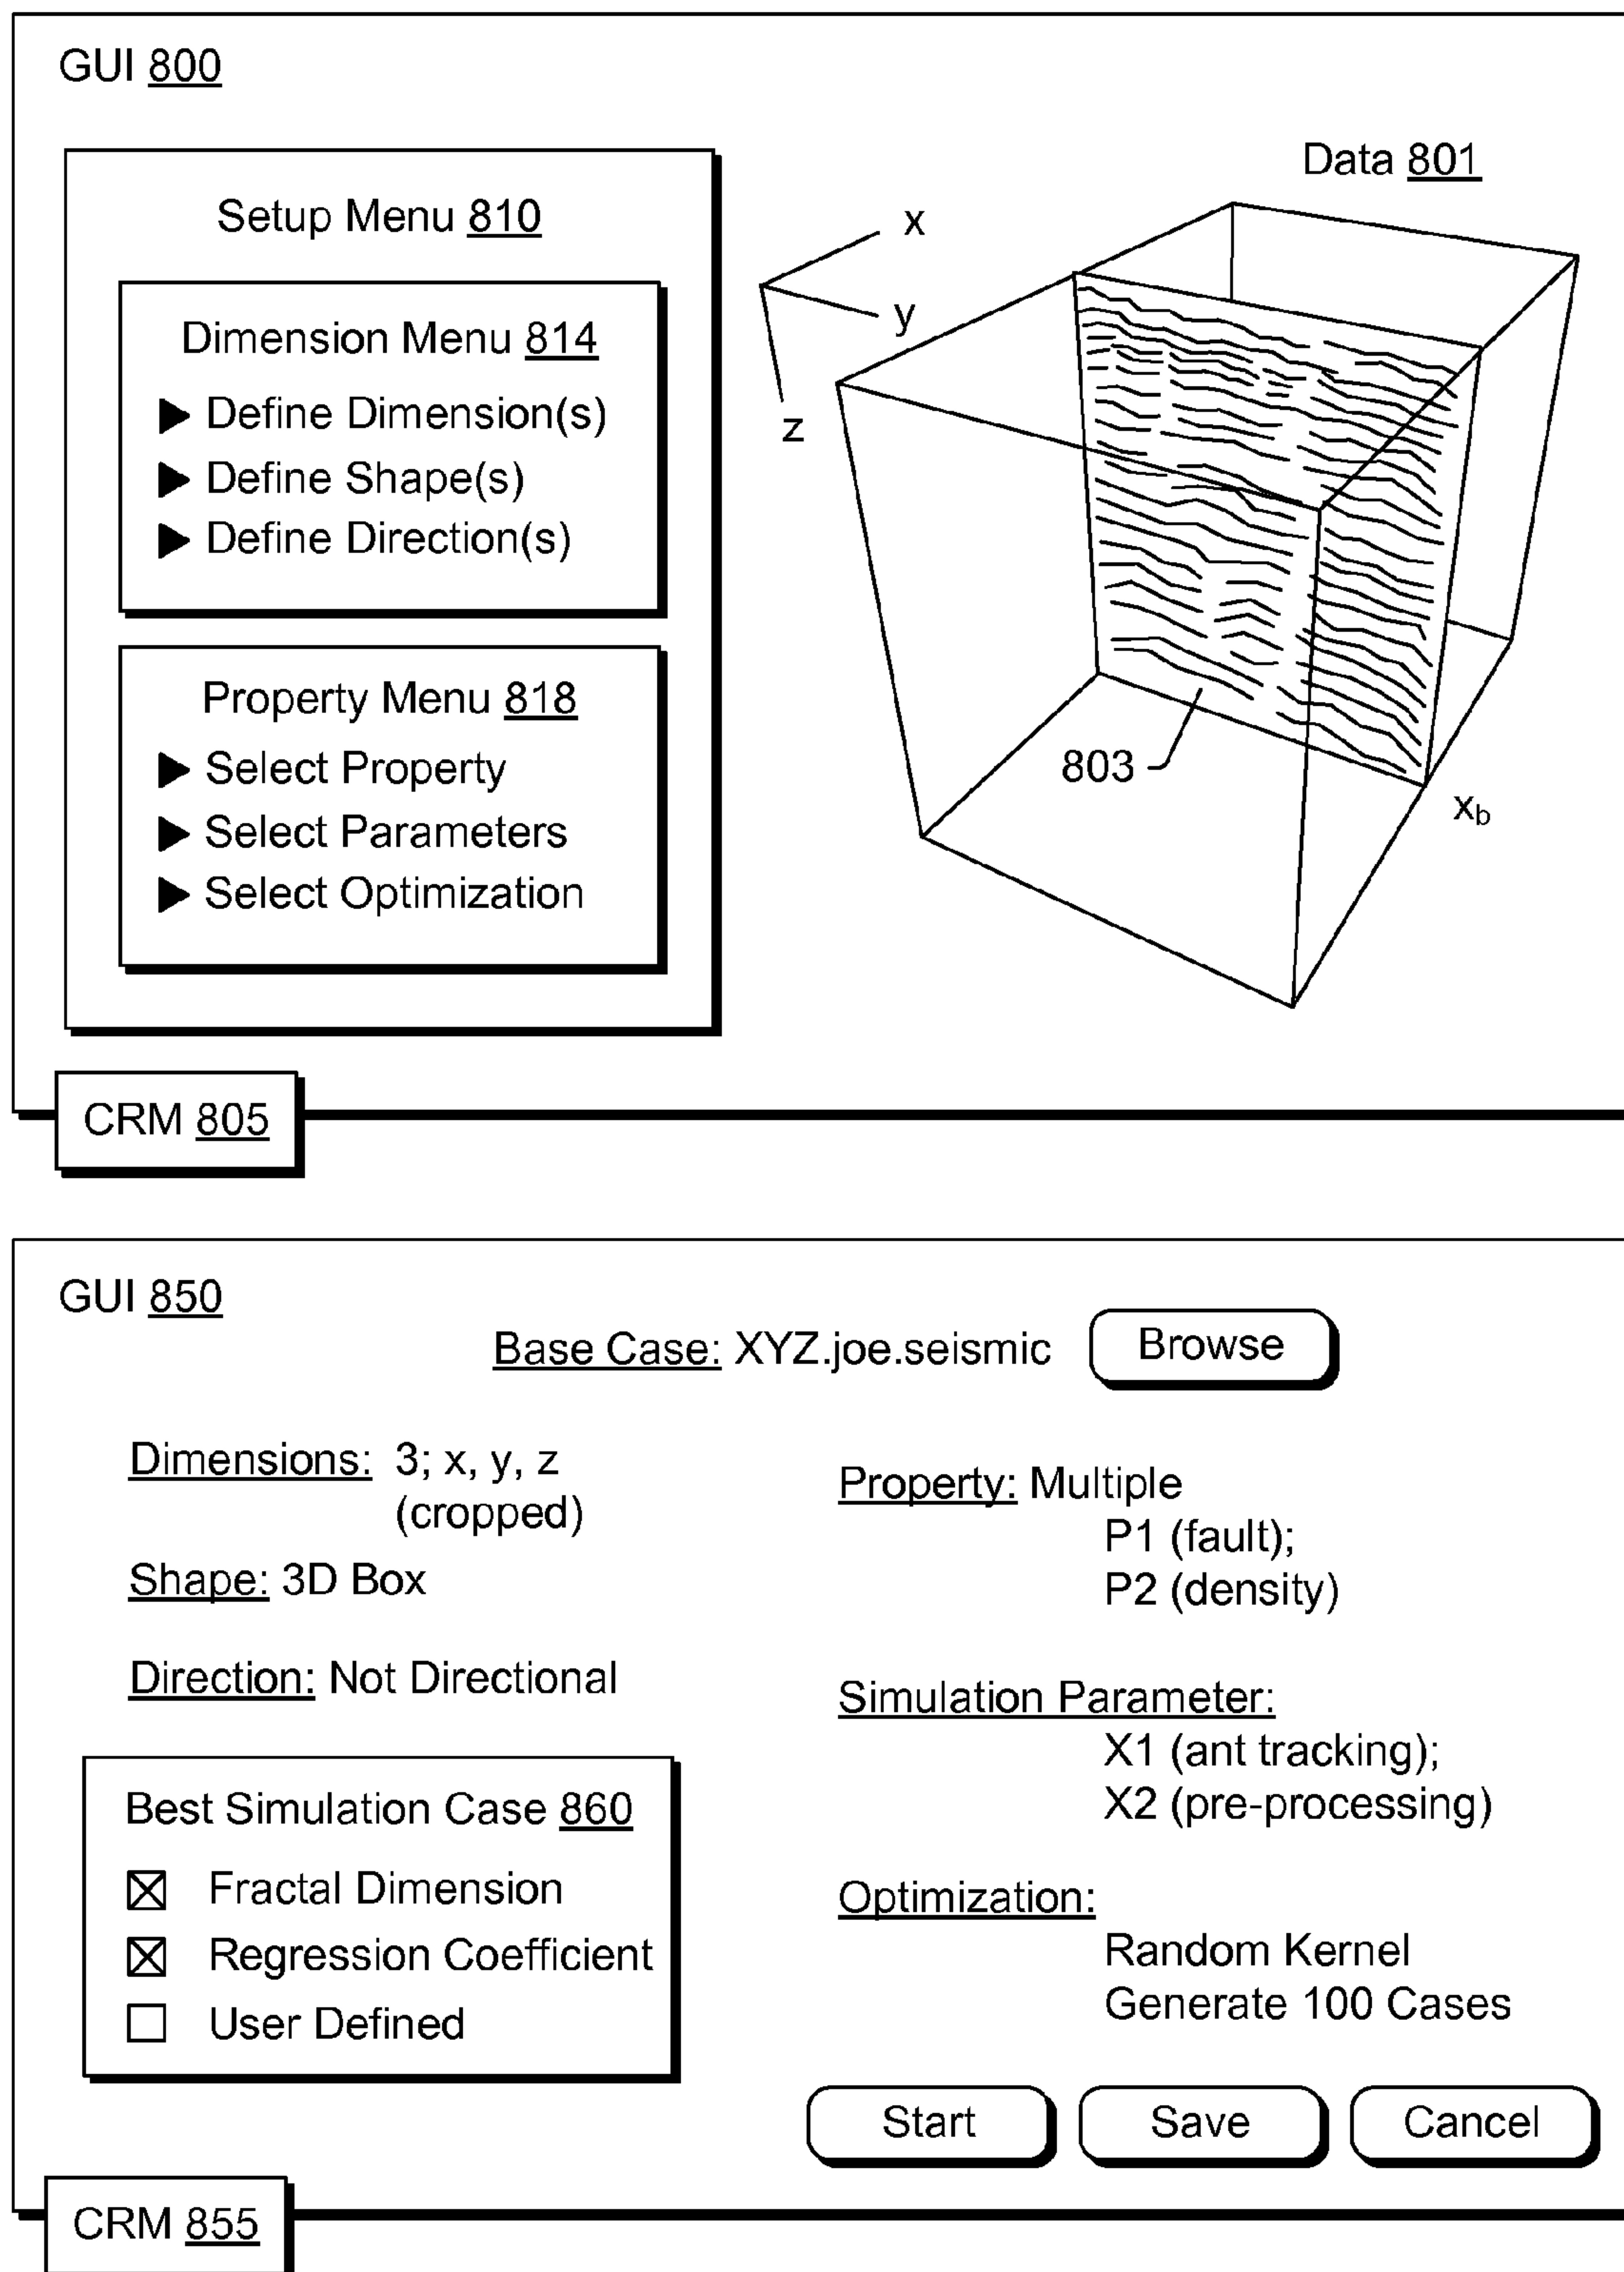 GUI 800
Setup Menu 810
Dimension Menu 814
Define Dimension(s)
Define Shape(s)
Define Direction(s)
Property Menu 818
Select Property
Select Parameters
Select Optimization
Data 801
x
y
z
803
xb
CRM 805
GUI 850
Base Case: XYZ.joe.seismic
Browse
Dimensions: 3; x, y, z
(cropped)
Shape: 3D Box
Direction: Not Directional
Best Simulation Case 860
Fractal Dimension
Regression Coefficient
User Defined
Property: Multiple
P1 (fault);
P2 (density)
Simulation Parameter:
X1 (ant tracking);
X2 (pre-processing)
Optimization:
Random Kernel
Generate 100 Cases
Start
Save
Cancel
CRM 855